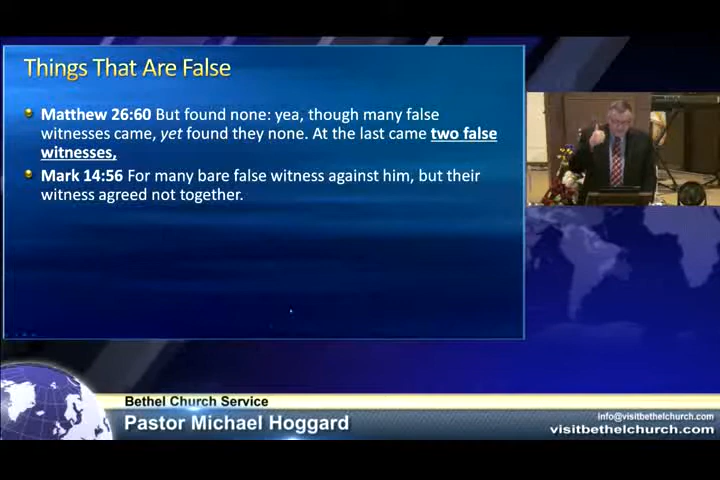 Things That Are False
Matthew 26:60 But found none: yea, though many false
witnesses came, yet found they none. At the last came two false
witnesses,
Mark 14:56 For many bare false witness against him, but their
witness agreed not together.
Bethel Church Service
Pastor Michael Hoggard
info@visitbethelchurch.com
visitbethelchurch.com